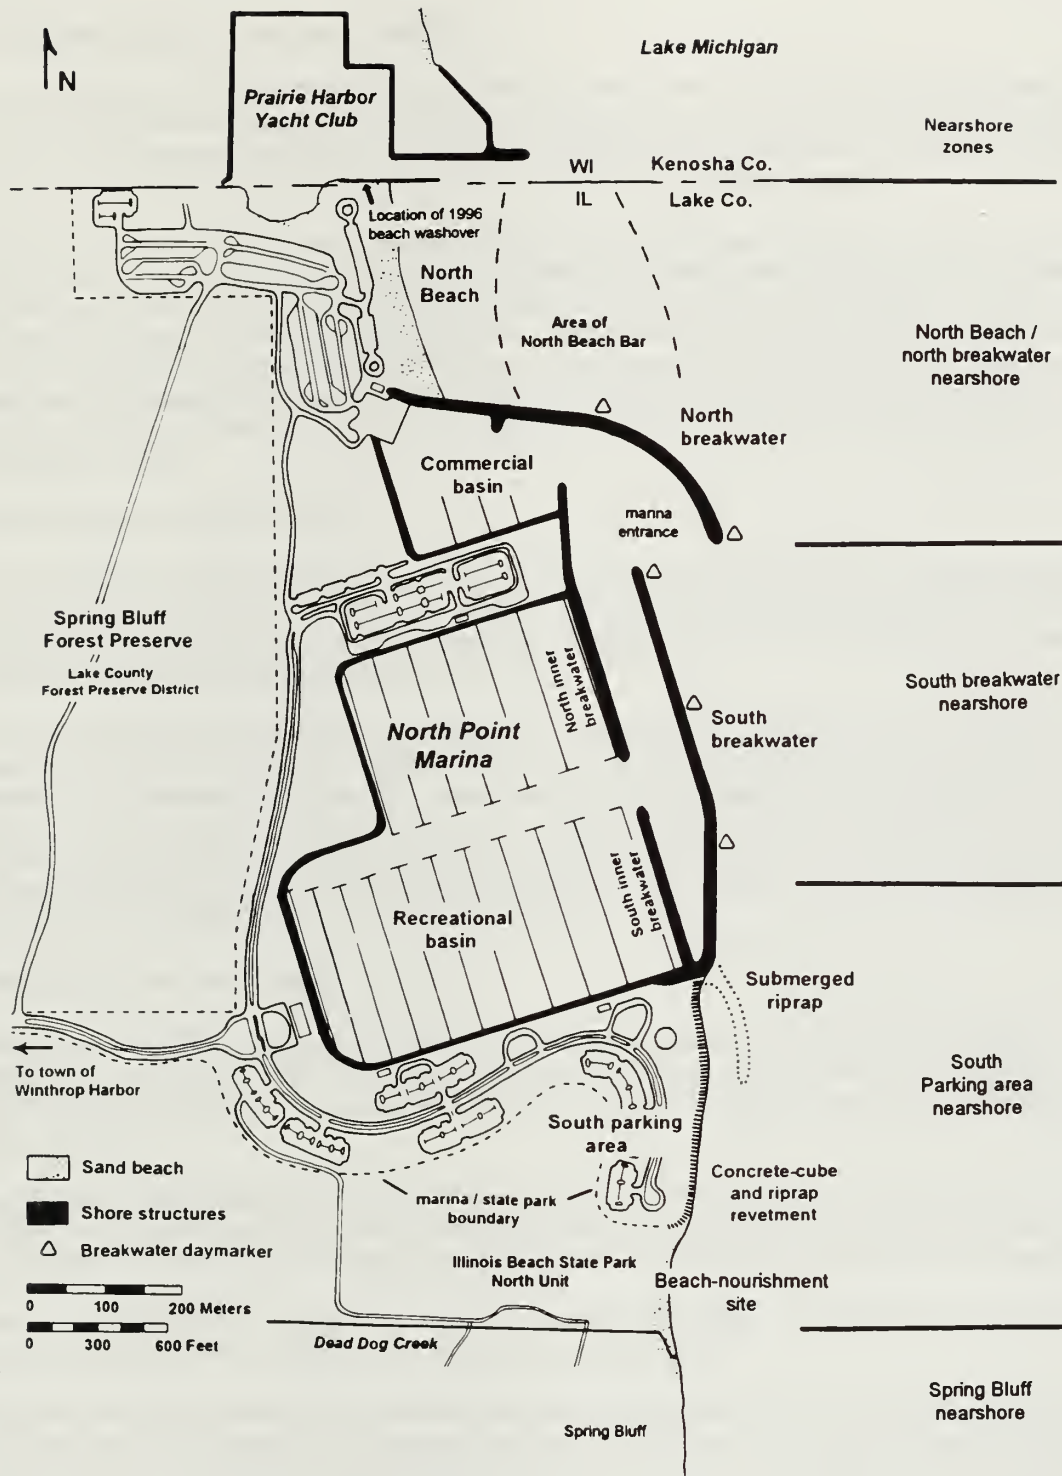 N
Lake Michigan
Prairie Harbor
Yacht Club
Nearshore
zones
WI
Kenosha Co.
IL
Lake Co.
Location of 1996
beach washover
North
Beach
Area of
North Beach Bar
North Beach /
north breakwater
nearshore
North
breakwater
Commercial
basin
marina
entrance
Spring Bluff
Forest Preserve
Lake County
Forest Preserve District
North inner
breakwater
South breakwater
nearshore
North Point
Marina
South
breakwater
South inner
breakwater
Recreational
basin
Submerged
riprap
To town of
Winthrop Harbor
South
Parking area
nearshore
South parking
area
Sand beach
Concrete-cube
and riprap
revetment
marina / state park
boundary
Shore structures
Breakwater daymarker
Illinois Beach State Park
North Unit
Beach-nourishment
site
0 100 200 Meters
0 300 600 Feet
Dead Dog Creek
Spring Bluff
nearshore
Spring Bluff